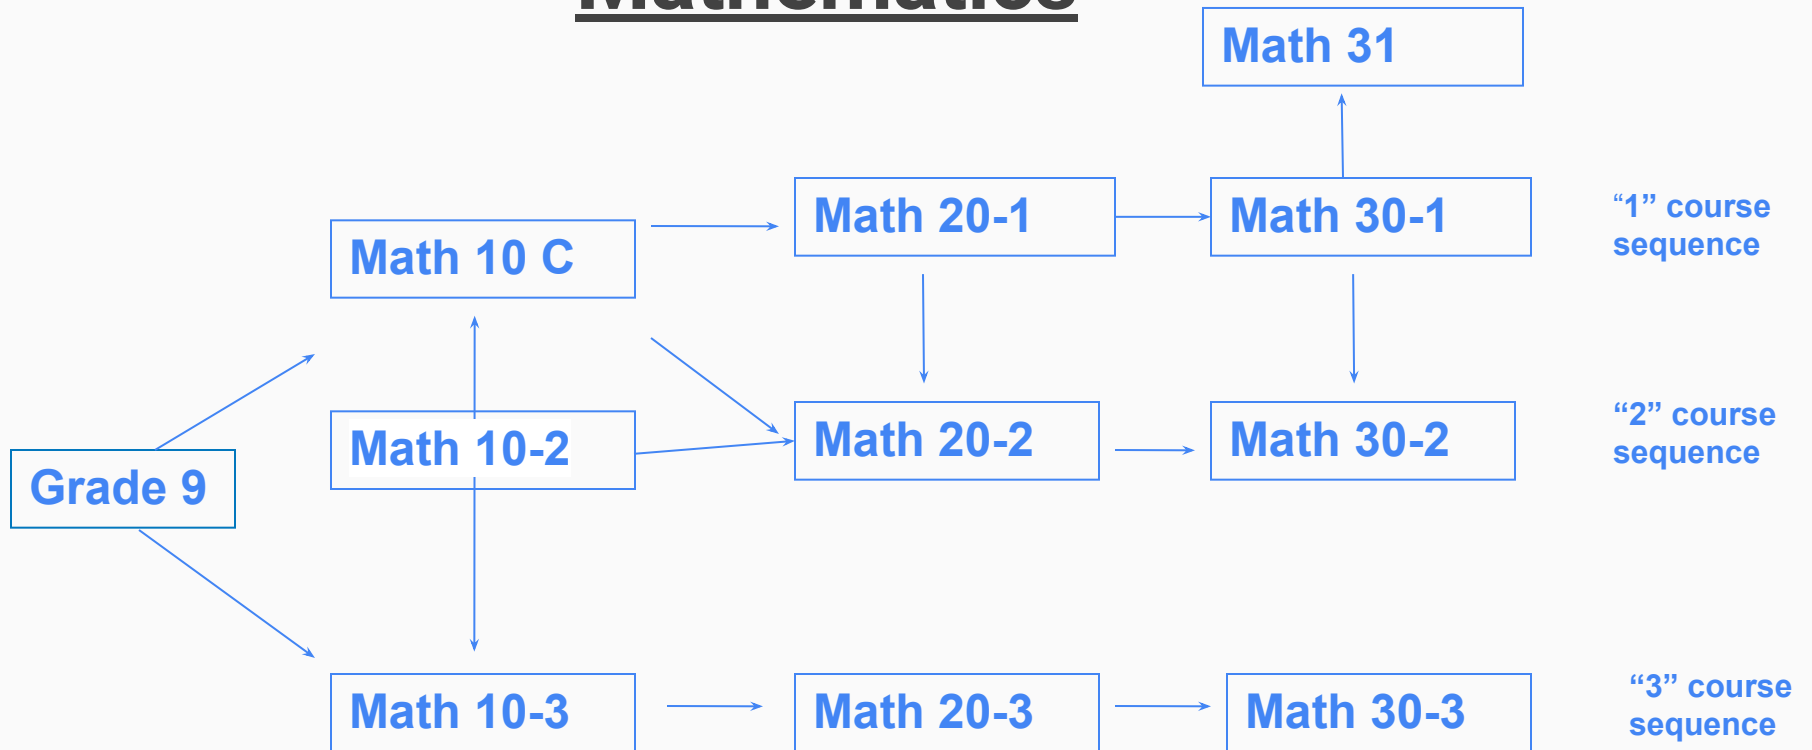 Mathematics
Math 31
Math 20-1
Math 30-1
“1” course
sequence
Math 10 C
Math 10-2
Math 20-2
Math 30-2
“2” course
sequence
Grade 9
Math 10-3
Math 20-3
Math 30-3
“3” course
sequence